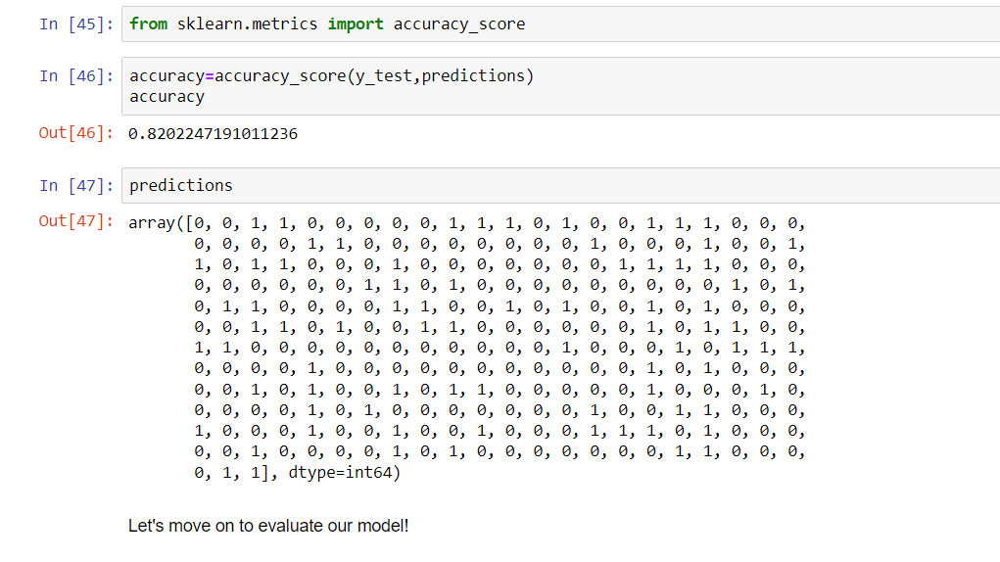 In [45]: from sklearn.metrics import accuracy_score
In [46]: accuracy=accuracy_score(y_test,predictions)
accuracy
Out[46]: 0.8202247191011236
In [47]: predictions
Out[47]: array([0, 0, 1, 1, 0, 0, 0, 0, 0, 1, 1, 1, 0, 1, 0, 0, 1, 1, 1, 0, 0, 0,
0, 0, 0, 0, 1, 1, 0, 0, 0, 0, 0, 0, 0, 0, 1, 0, 0, 0, 1, 0, 0, 1,
1, 0, 1, 1, 0, 0, 0, 1, 0, 0, 0, 0, 0, 0, 0, 1, 1, 1, 1, 0, 0, 0,
0, 0, 0, 0, 0, 0, 1, 1, 0, 1, 0, 0, 0, 0, 0, 0, 0, 0, 0, 1, 0, 1,
0, 1, 1, 0, 0, 0, 0, 1, 1, 0, 0, 1, 0, 1, 0, 0, 1, 0, 1, 0, 0, 0,
0, 0, 1, 1, 0, 1, 0, 0, 1, 1, 0, 0, 0, 0, 0, 0, 1, 0, 1, 1, 0, 0,
1, 1, 0, 0, 0, 0, 0, 0, 0, 0, 0, 0, 0, 1, 0, 0, 0, 1, 0, 1, 1, 1,
0, 0, 0, 0, 1, 0, 0, 0, 0, 0, 0, 0, 0, 0, 0, 0, 1, 0, 1, 0, 0, 0,
0, 0, 1, 0, 1, 0, 0, 1, 0, 1, 1, 0, 0, 0, 0, 0, 1, 0, 0, 0, 1, 0,
0, 0, 0, 0, 1, 0, 1, 0, 0, 0, 0, 0, 0, 0, 1, 0, 0, 1, 1, 0, 0, 0,
1, 0, 0, 0, 1, 0, 0, 1, 0, 0, 1, 0, 0, 0, 1, 1, 1, 0, 1, 0, 0, 0,
0, 0, 1, 0, 0, 0, 0, 1, 0, 1, 0, 0, 0, 0, 0, 0, 0, 1, 1, 0, 0, 0,
0, 1, 1], dtype=int64)
Let's move on to evaluate our model!